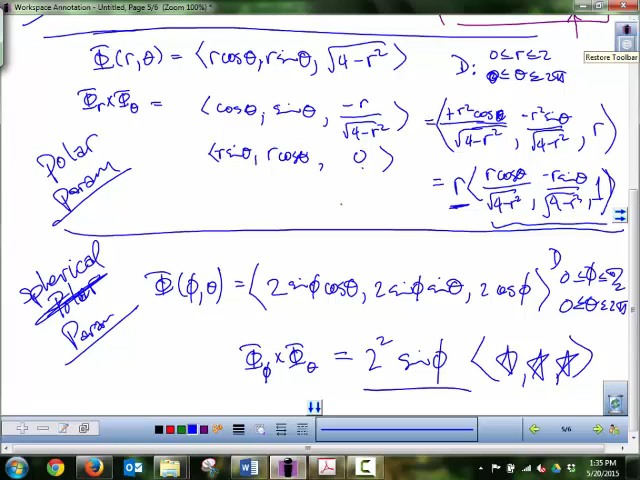 Workspace Annotation - Untitled, Page 5/6 (Zoom 200%) *
Restore Toolbar
Φ(r,θ) = ⟨rcosθ, rsinθ, √(4-r²)⟩ D: 0≤r≤2
0≤θ≤2π
Φr×Φθ = ⟨cosθ, sinθ, -r/√(4-r²)⟩ = ⟨+r²cosθ/√(4-r²), -r²sinθ/√(4-r²), r⟩
⟨rsinθ, rcosθ, 0⟩
Polar
Param
= r⟨rcosθ/√(4-r²), -rsinθ/√(4-r²), 1⟩
spherical
Polar
Param
Φ(φ,θ) = ⟨2sinφcosθ, 2sinφsinθ, 2cosφ⟩ D
0≤φ≤π/2
0≤θ≤2π
Φφ×Φθ = 2² sinφ ⟨☆, ☆, ☆⟩
5/6
1:35 PM
5/20/2015